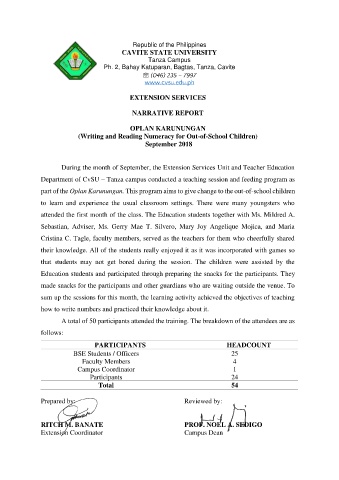 Republic of the Philippines
CAVITE STATE UNIVERSITY
Tanza Campus
Ph. 2, Bahay Katuparan, Bagtas, Tanza, Cavite
☏ (046) 235 – 7997
www.cvsu.edu.ph
EXTENSION SERVICES
NARRATIVE REPORT
OPLAN KARUNUNGAN
(Writing and Reading Numeracy for Out-of-School Children)
September 2018
During the month of September, the Extension Services Unit and Teacher Education
Department of CvSU – Tanza campus conducted a teaching session and feeding program as
part of the Oplan Karunungan. This program aims to give change to the out-of-school children
to learn and experience the usual classroom settings. There were many youngsters who
attended the first month of the class. The Education students together with Ms. Mildred A.
Sebastian, Adviser, Ms. Gerry Mae T. Silvero, Mary Joy Angelique Mojica, and Maria
Cristina C. Tagle, faculty members, served as the teachers for them who cheerfully shared
their knowledge. All of the students really enjoyed it as it was incorporated with games so
that students may not get bored during the session. The children were assisted by the
Education students and participated through preparing the snacks for the participants. They
made snacks for the participants and other guardians who are waiting outside the venue. To
sum up the sessions for this month, the learning activity achieved the objectives of teaching
how to write numbers and practiced their knowledge about it.
A total of 50 participants attended the training. The breakdown of the attendees are as
follows:
PARTICIPANTS HEADCOUNT
BSE Students / Officers 25
Faculty Members 4
Campus Coordinator 1
Participants 24
Total 54
Prepared by: Reviewed by:
RITCH M. BANATE PROF. NOEL A. SEDIGO
Extension Coordinator Campus Dean